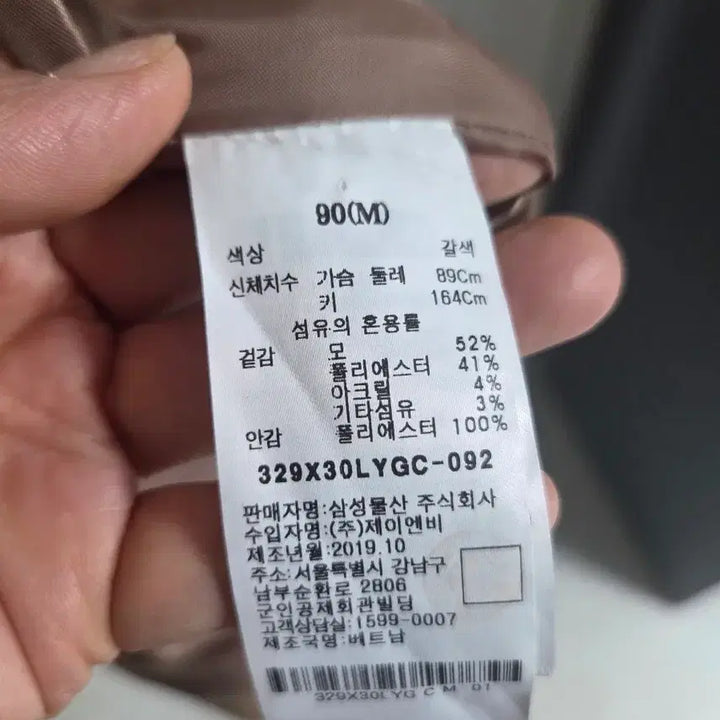 90(M)
색상 갈색
신체치수 가슴 둘레 89Cm
키 164Cm
섬유의 혼용률
겉감 모 52%
폴리에스터 41%
아크릴 4%
기타섬유 3%
안감 폴리에스터 100%
329X30LYGC-092
판매자명:삼성물산 주식회사
수입자명:(주)제이엔비
제조년월:2019.10
주소:서울특별시 강남구
남부순환로 2806
군인공제회관빌딩
고객상담실:1599-0007
제조국명:베트남
329X30LYG C M 01